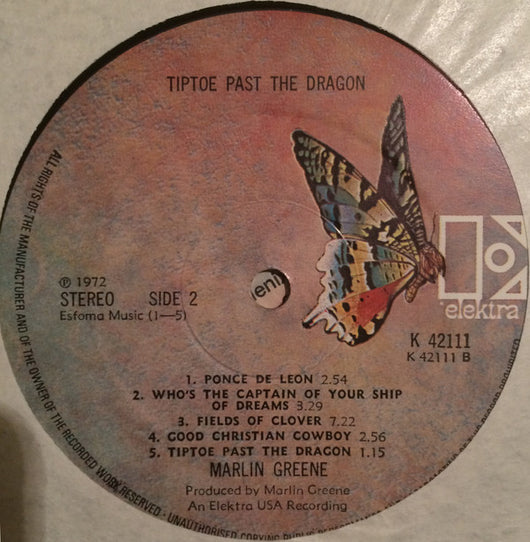 TIPTOE PAST THE DRAGON
ALL RIGHTS OF THE MANUFACTURER AND OF THE OWNER OF THE RECORDED WORK RESERVED - UNAUTHORISED COPYING PUBLIC
℗ 1972
STEREO SIDE 2
Esfoma Music (1—5)
elektra
K 42111
K 42111 B
1. PONCE DE LEON 2.54
2. WHO'S THE CAPTAIN OF YOUR SHIP
OF DREAMS 3.29
3. FIELDS OF CLOVER 7.22
4. GOOD CHRISTIAN COWBOY 2.56
5. TIPTOE PAST THE DRAGON 1.15
MARLIN GREENE
Produced by Marlin Greene
An Elektra USA Recording